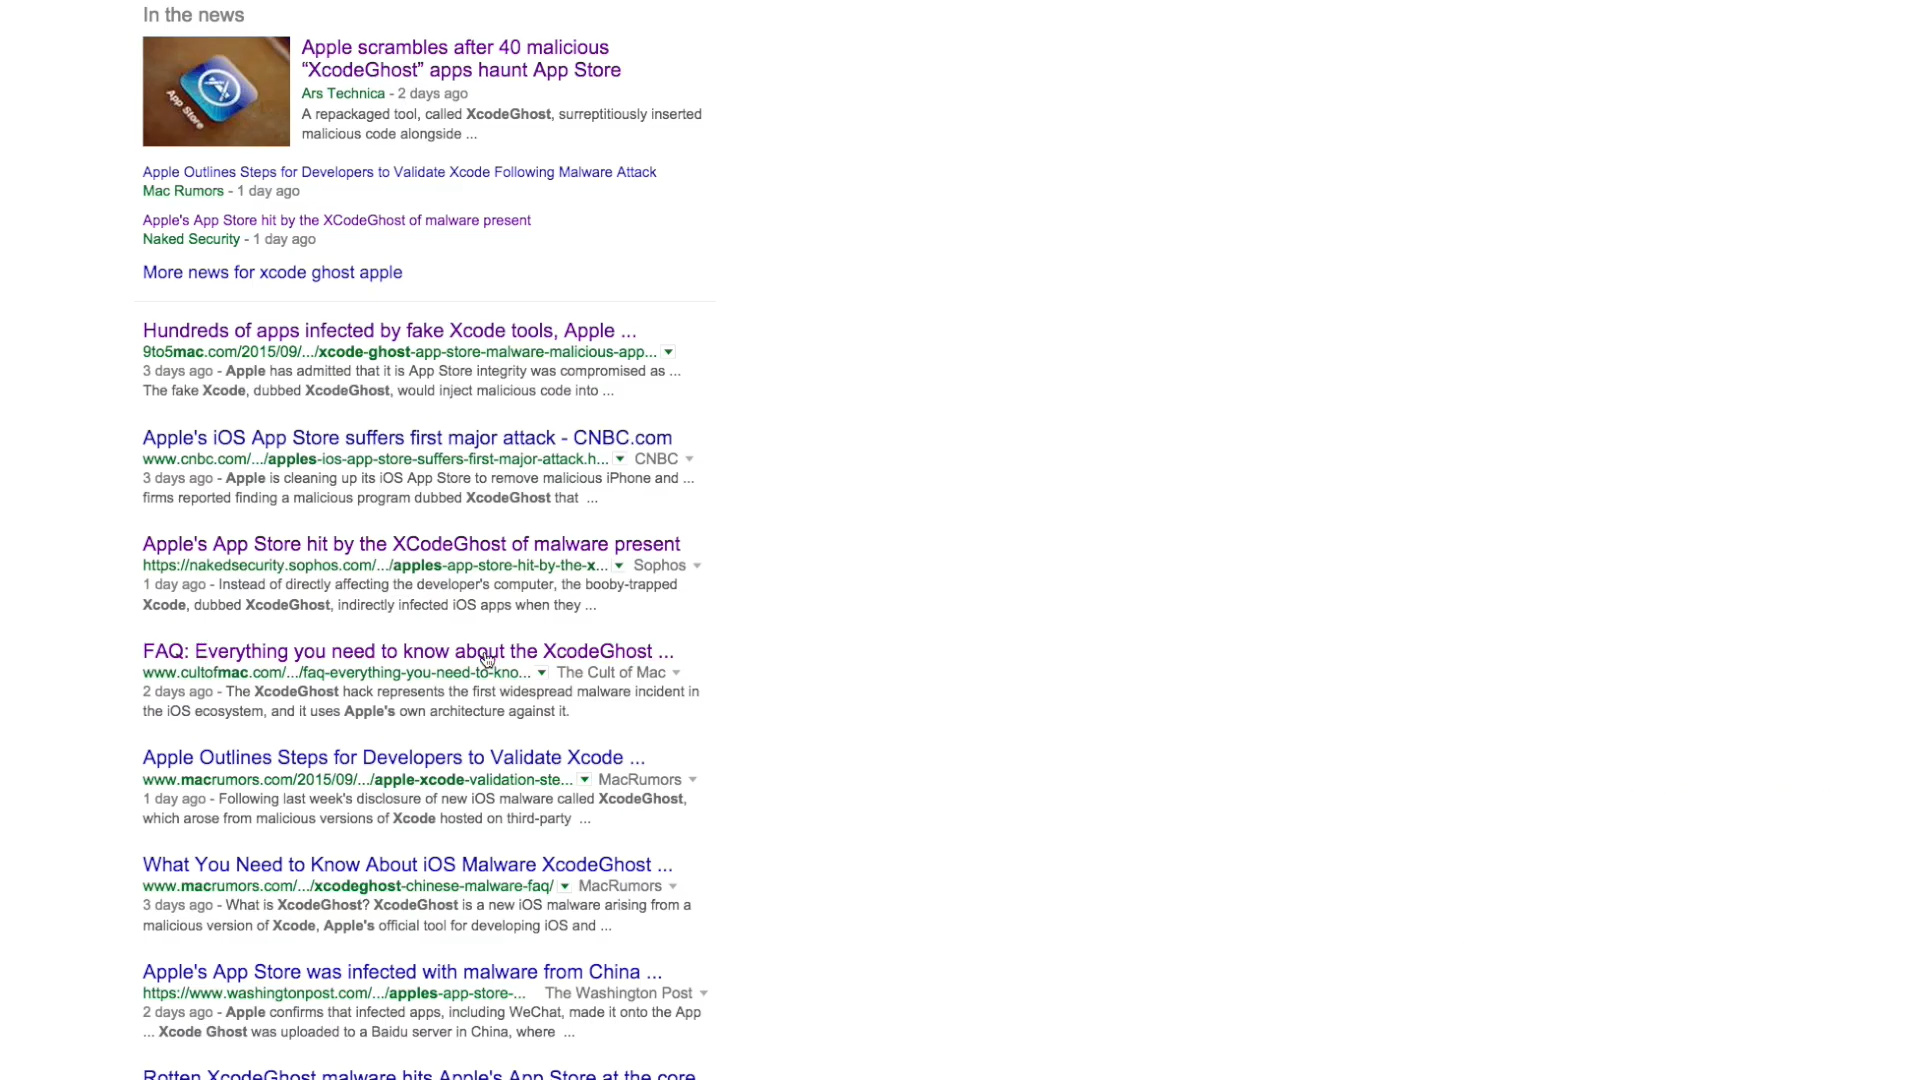 In the news
Apple scrambles after 40 malicious
“XcodeGhost” apps haunt App Store
Ars Technica - 2 days ago
A repackaged tool, called XcodeGhost, surreptitiously inserted
malicious code alongside ...
App Store
Apple Outlines Steps for Developers to Validate Xcode Following Malware Attack
Mac Rumors - 1 day ago
Apple's App Store hit by the XCodeGhost of malware present
Naked Security - 1 day ago
More news for xcode ghost apple
Hundreds of apps infected by fake Xcode tools, Apple ...
9to5mac.com/2015/09/.../xcode-ghost-app-store-malware-malicious-app...
3 days ago - Apple has admitted that it is App Store integrity was compromised as ...
The fake Xcode, dubbed XcodeGhost, would inject malicious code into ...
Apple's iOS App Store suffers first major attack - CNBC.com
www.cnbc.com/.../apples-ios-app-store-suffers-first-major-attack.h... CNBC
3 days ago - Apple is cleaning up its iOS App Store to remove malicious iPhone and ...
firms reported finding a malicious program dubbed XcodeGhost that ...
Apple's App Store hit by the XCodeGhost of malware present
https://nakedsecurity.sophos.com/.../apples-app-store-hit-by-the-x... Sophos
1 day ago - Instead of directly affecting the developer's computer, the booby-trapped
Xcode, dubbed XcodeGhost, indirectly infected iOS apps when they ...
FAQ: Everything you need to know about the XcodeGhost ...
www.cultofmac.com/.../faq-everything-you-need-to-kno... The Cult of Mac
2 days ago - The XcodeGhost hack represents the first widespread malware incident in
the iOS ecosystem, and it uses Apple's own architecture against it.
Apple Outlines Steps for Developers to Validate Xcode ...
www.macrumors.com/2015/09/.../apple-xcode-validation-ste... MacRumors
1 day ago - Following last week's disclosure of new iOS malware called XcodeGhost,
which arose from malicious versions of Xcode hosted on third-party ...
What You Need to Know About iOS Malware XcodeGhost ...
www.macrumors.com/.../xcodeghost-chinese-malware-faq/ MacRumors
3 days ago - What is XcodeGhost? XcodeGhost is a new iOS malware arising from a
malicious version of Xcode, Apple's official tool for developing iOS and ...
Apple's App Store was infected with malware from China ...
https://www.washingtonpost.com/.../apples-app-store-... The Washington Post
2 days ago - Apple confirms that infected apps, including WeChat, made it onto the App
... Xcode Ghost was uploaded to a Baidu server in China, where ...
Rotten XcodeGhost malware hits Apple's App Store at the core